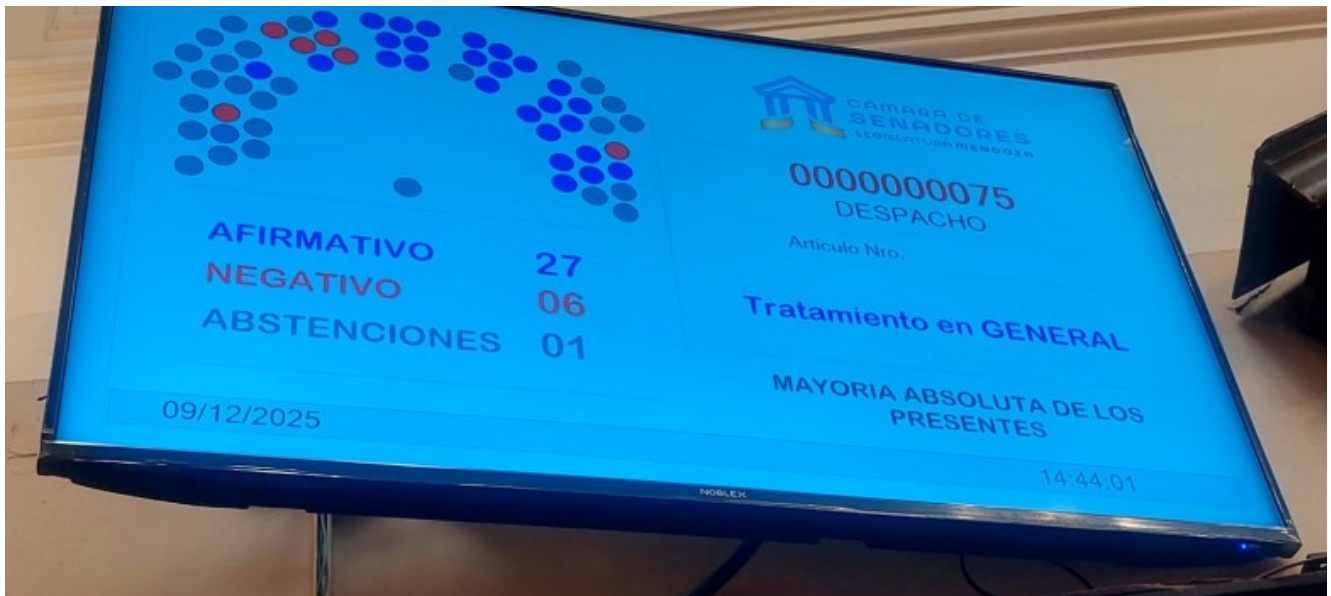 CÁMARA DE
SENADORES
LEGISLATURA MENDOZA
0000000075
DESPACHO
Articulo Nro.
Tratamiento en GENERAL
MAYORIA ABSOLUTA DE LOS
PRESENTES
AFIRMATIVO 27
NEGATIVO 06
ABSTENCIONES 01
09/12/2025
14:44:01
NOBLEX